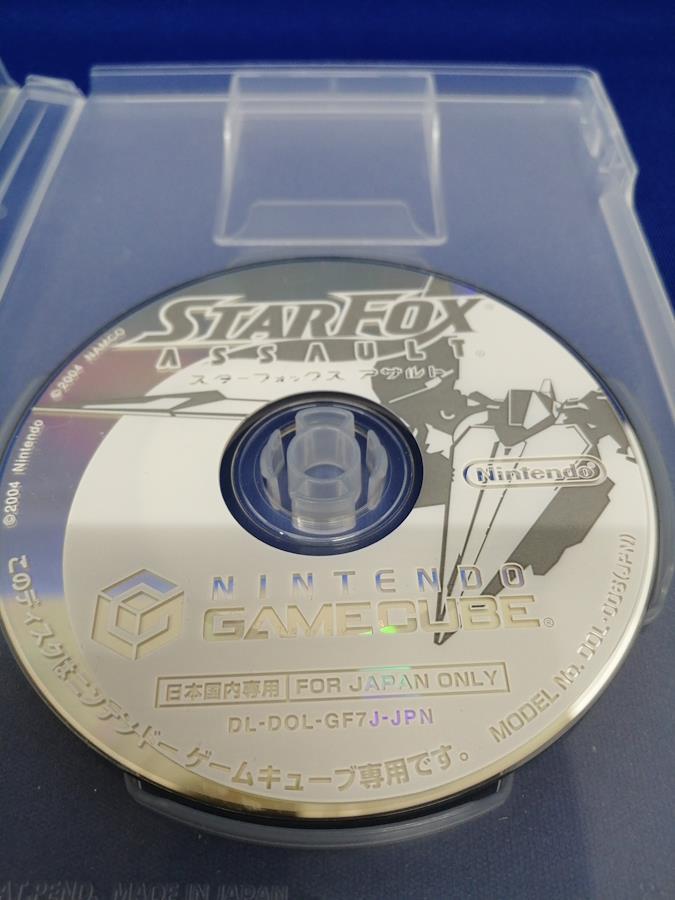 STARFOX
ASSAULT®
スターフォックス アサルト
©2004 Nintendo ©2004 NAMCO
Nintendo®
NINTENDO
GAMECUBE®
日本国内専用 FOR JAPAN ONLY
DL-DOL-GF7J-JPN
このディスクはニンテンドー ゲームキューブ専用です。
MODEL No. DOL-006(JPN)
PAT.PEND. MADE IN JAPAN